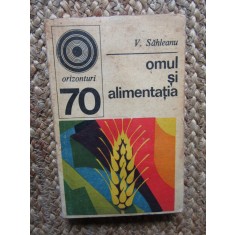 V. Săhleanu
orizonturi
70
omul
și
alimentația